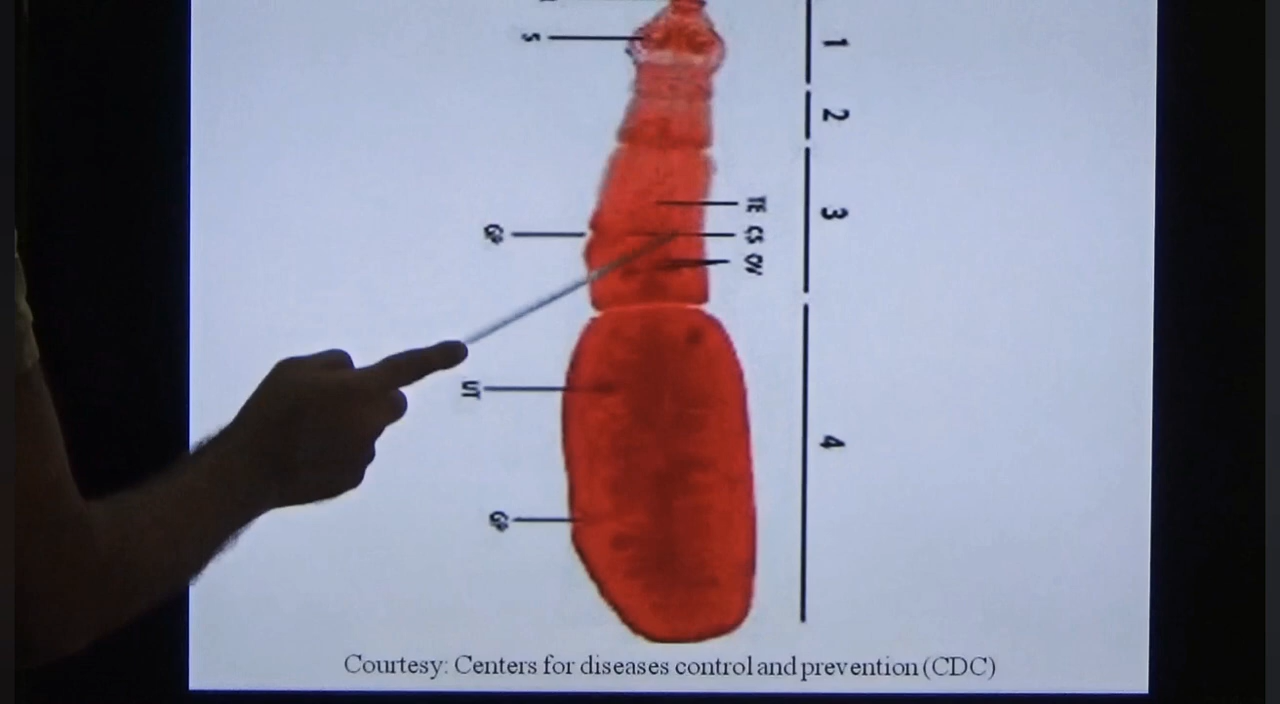 S
1
2
TE
3
GP
CS
OV
UT
4
GP
Courtesy: Centers for diseases control and prevention (CDC)